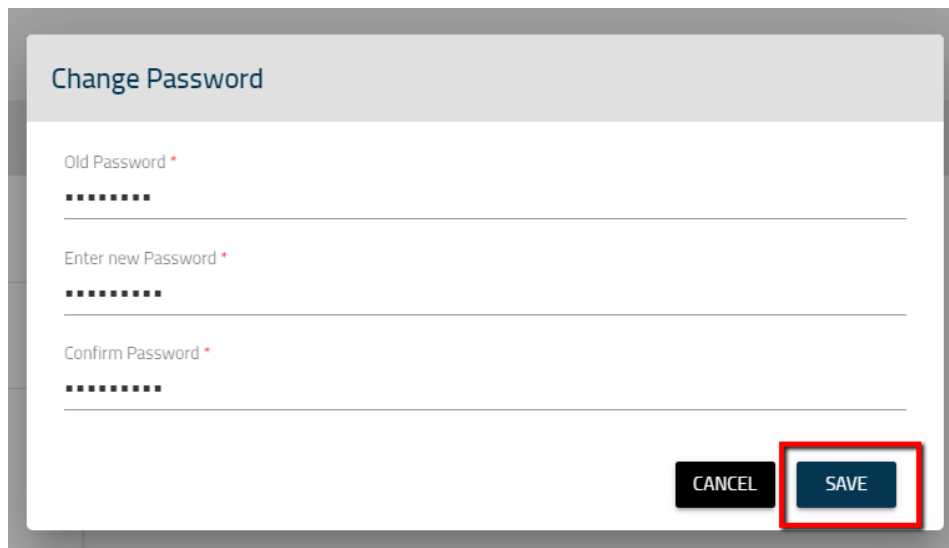 Change Password
Old Password *
▪▪▪▪▪▪▪▪
Enter new Password *
▪▪▪▪▪▪▪▪▪
Confirm Password *
▪▪▪▪▪▪▪▪▪
CANCEL SAVE